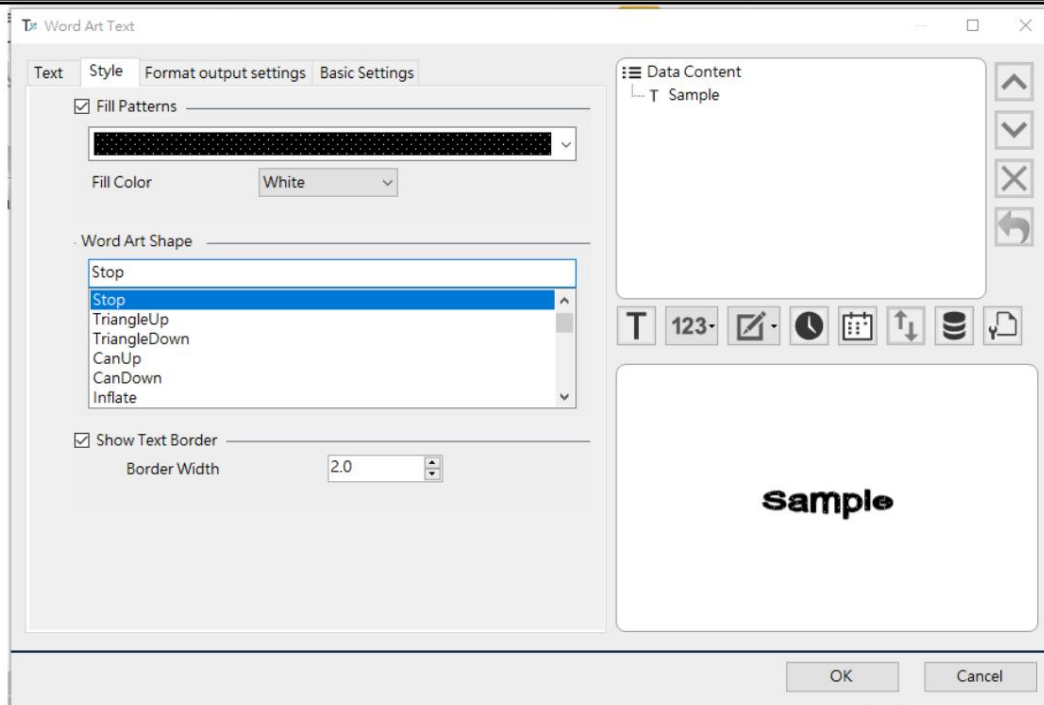 Word Art Text
Text Style Format output settings Basic Settings
Fill Patterns
Fill Color White
Word Art Shape
Stop
Stop
TriangleUp
TriangleDown
CanUp
CanDown
Inflate
Show Text Border
Border Width 2.0
Data Content
T Sample
T 123
Sample
OK Cancel